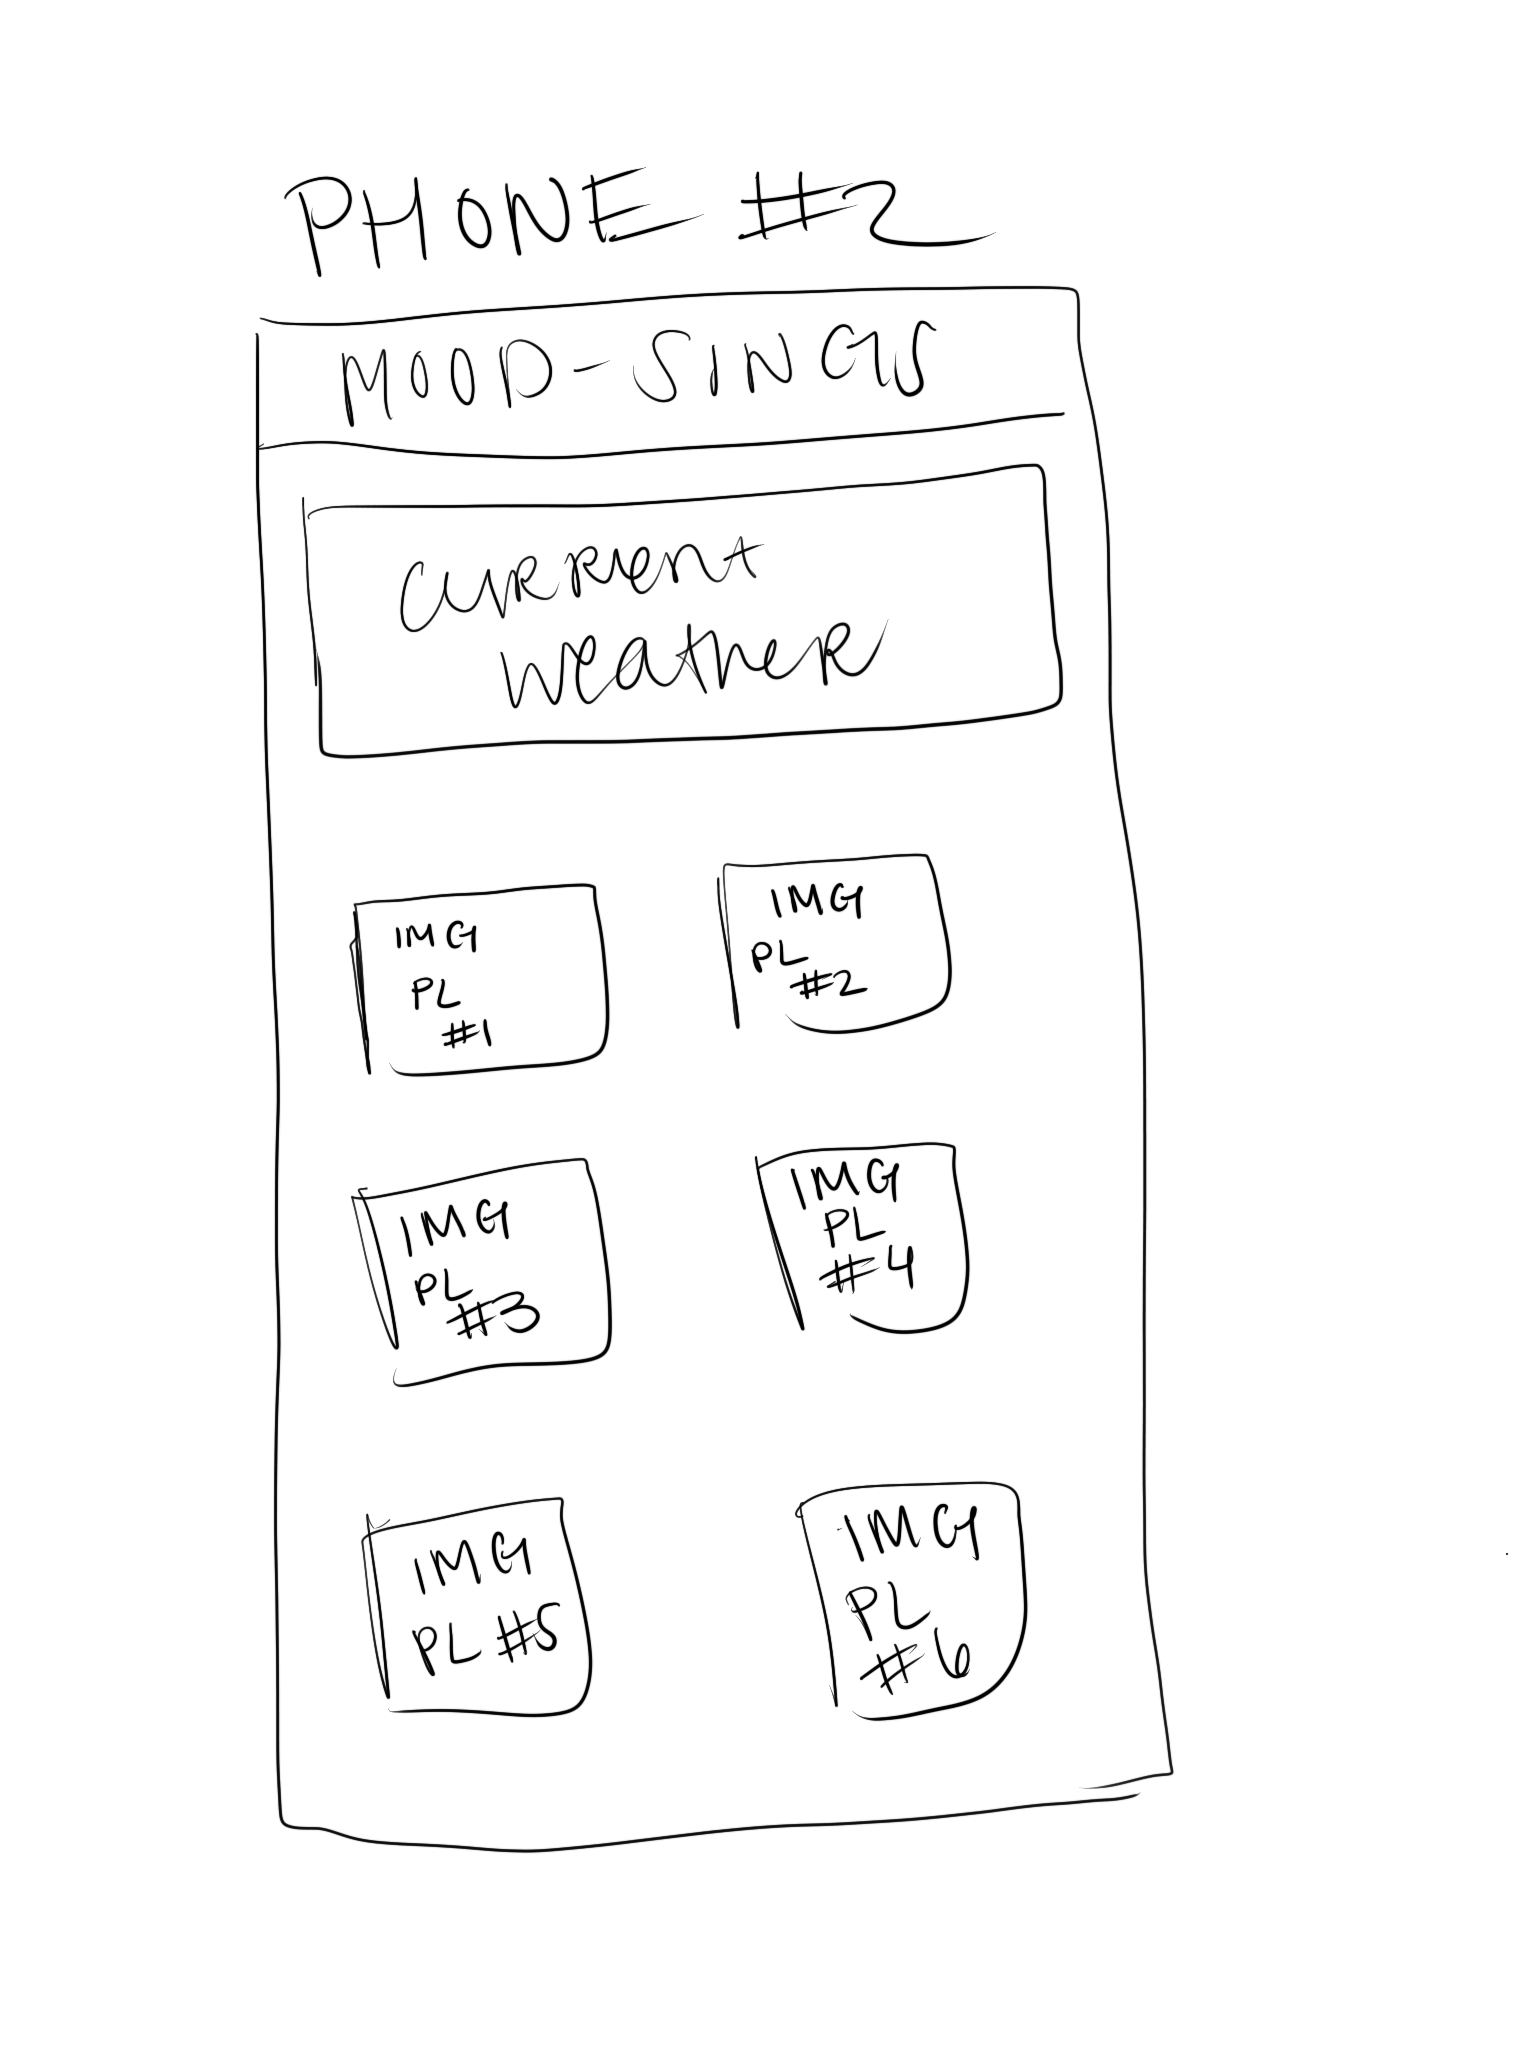 PHONE #2
MOOD-SINGS
CURRENT
WEATHER
IMG
PL
#1
IMG
PL
#2
IMG
PL
#3
IMG
PL
#4
IMG
PL #5
IMG
PL
#6